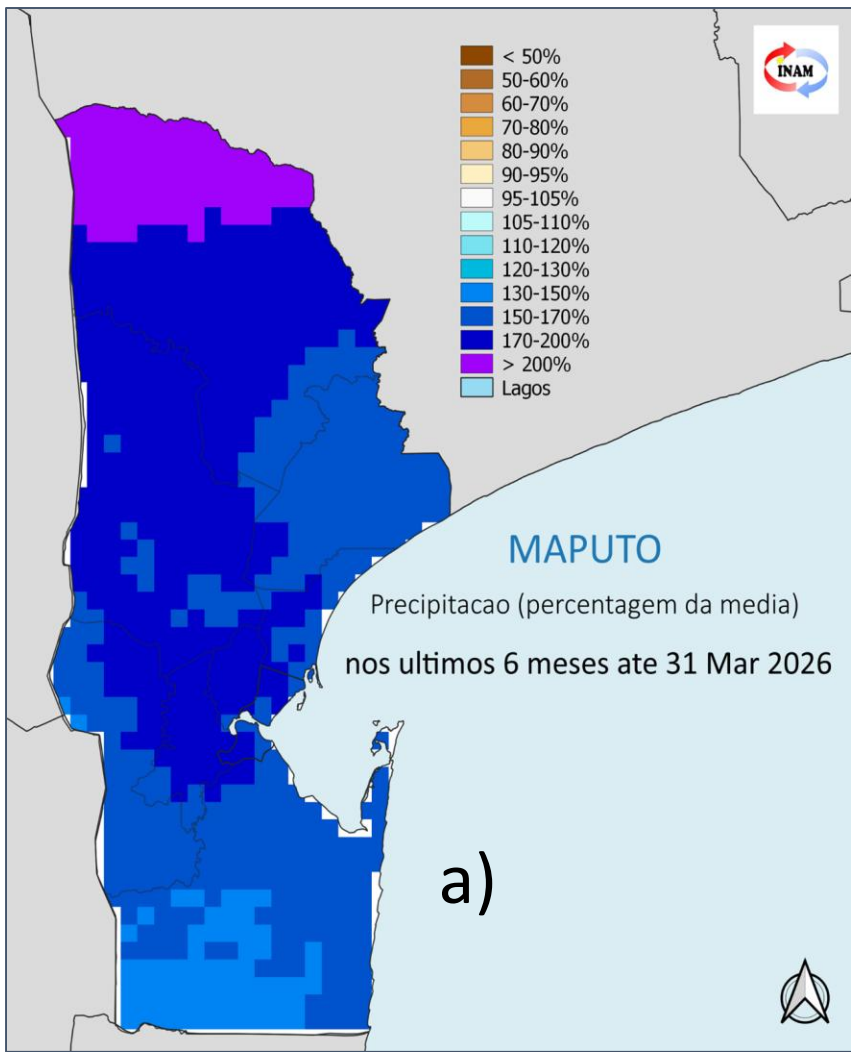 INAM
< 50%
50-60%
60-70%
70-80%
80-90%
90-95%
95-105%
105-110%
110-120%
120-130%
130-150%
150-170%
170-200%
> 200%
Lagos
MAPUTO
Precipitacao (percentagem da media)
nos ultimos 6 meses ate 31 Mar 2026
a)